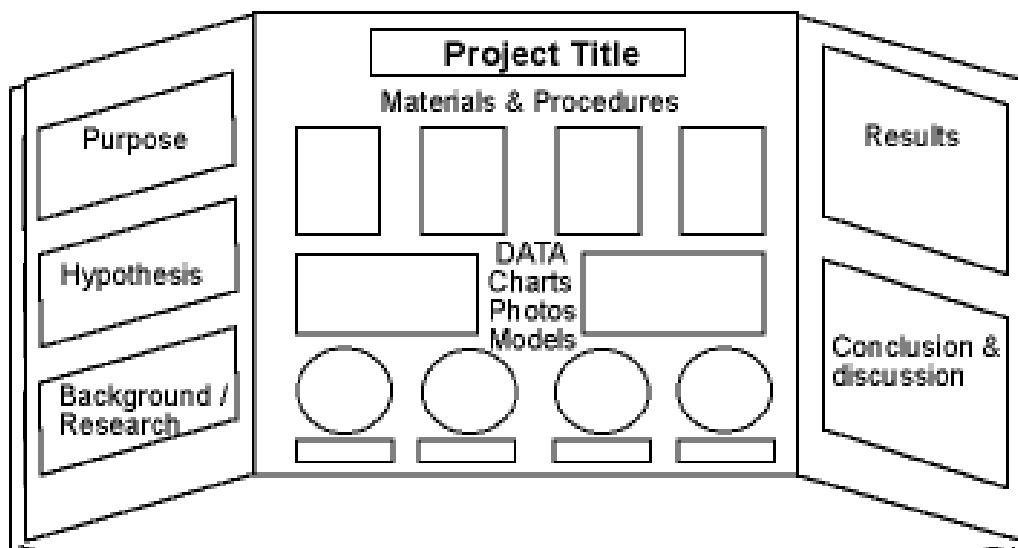 Purpose
Hypothesis
Background /
Research
Project Title
Materials & Procedures
DATA
Charts
Photos
Models
Results
Conclusion &
discussion